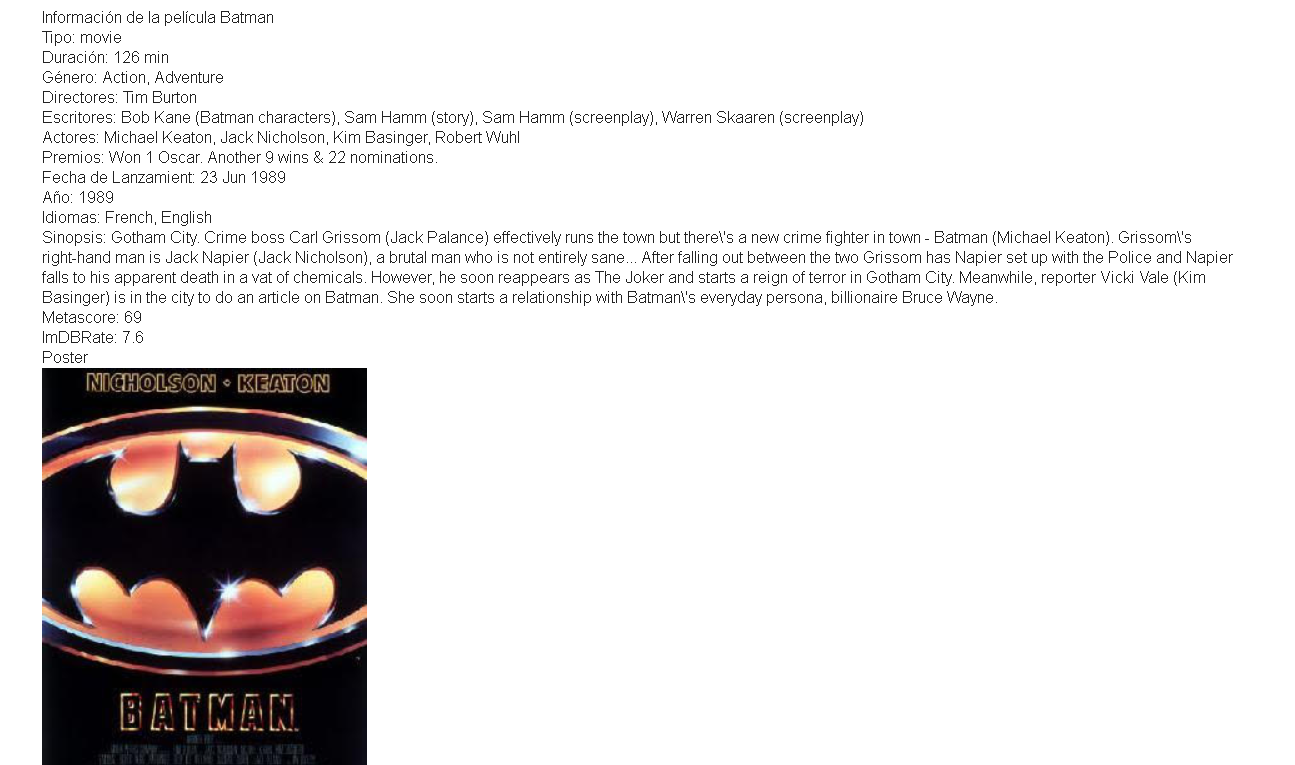 Información de la película Batman
Tipo: movie
Duración: 126 min
Género: Action, Adventure
Directores: Tim Burton
Escritores: Bob Kane (Batman characters), Sam Hamm (story), Sam Hamm (screenplay), Warren Skaaren (screenplay)
Actores: Michael Keaton, Jack Nicholson, Kim Basinger, Robert Wuhl
Premios: Won 1 Oscar. Another 9 wins & 22 nominations.
Fecha de Lanzamient: 23 Jun 1989
Año: 1989
Idiomas: French, English
Sinopsis: Gotham City. Crime boss Carl Grissom (Jack Palance) effectively runs the town but there\'s a new crime fighter in town - Batman (Michael Keaton). Grissom\'s
right-hand man is Jack Napier (Jack Nicholson), a brutal man who is not entirely sane... After falling out between the two Grissom has Napier set up with the Police and Napier
falls to his apparent death in a vat of chemicals. However, he soon reappears as The Joker and starts a reign of terror in Gotham City. Meanwhile, reporter Vicki Vale (Kim
Basinger) is in the city to do an article on Batman. She soon starts a relationship with Batman\'s everyday persona, billionaire Bruce Wayne.
Metascore: 69
ImDBRate: 7.6
Poster
NICHOLSON • KEATON
BATMAN